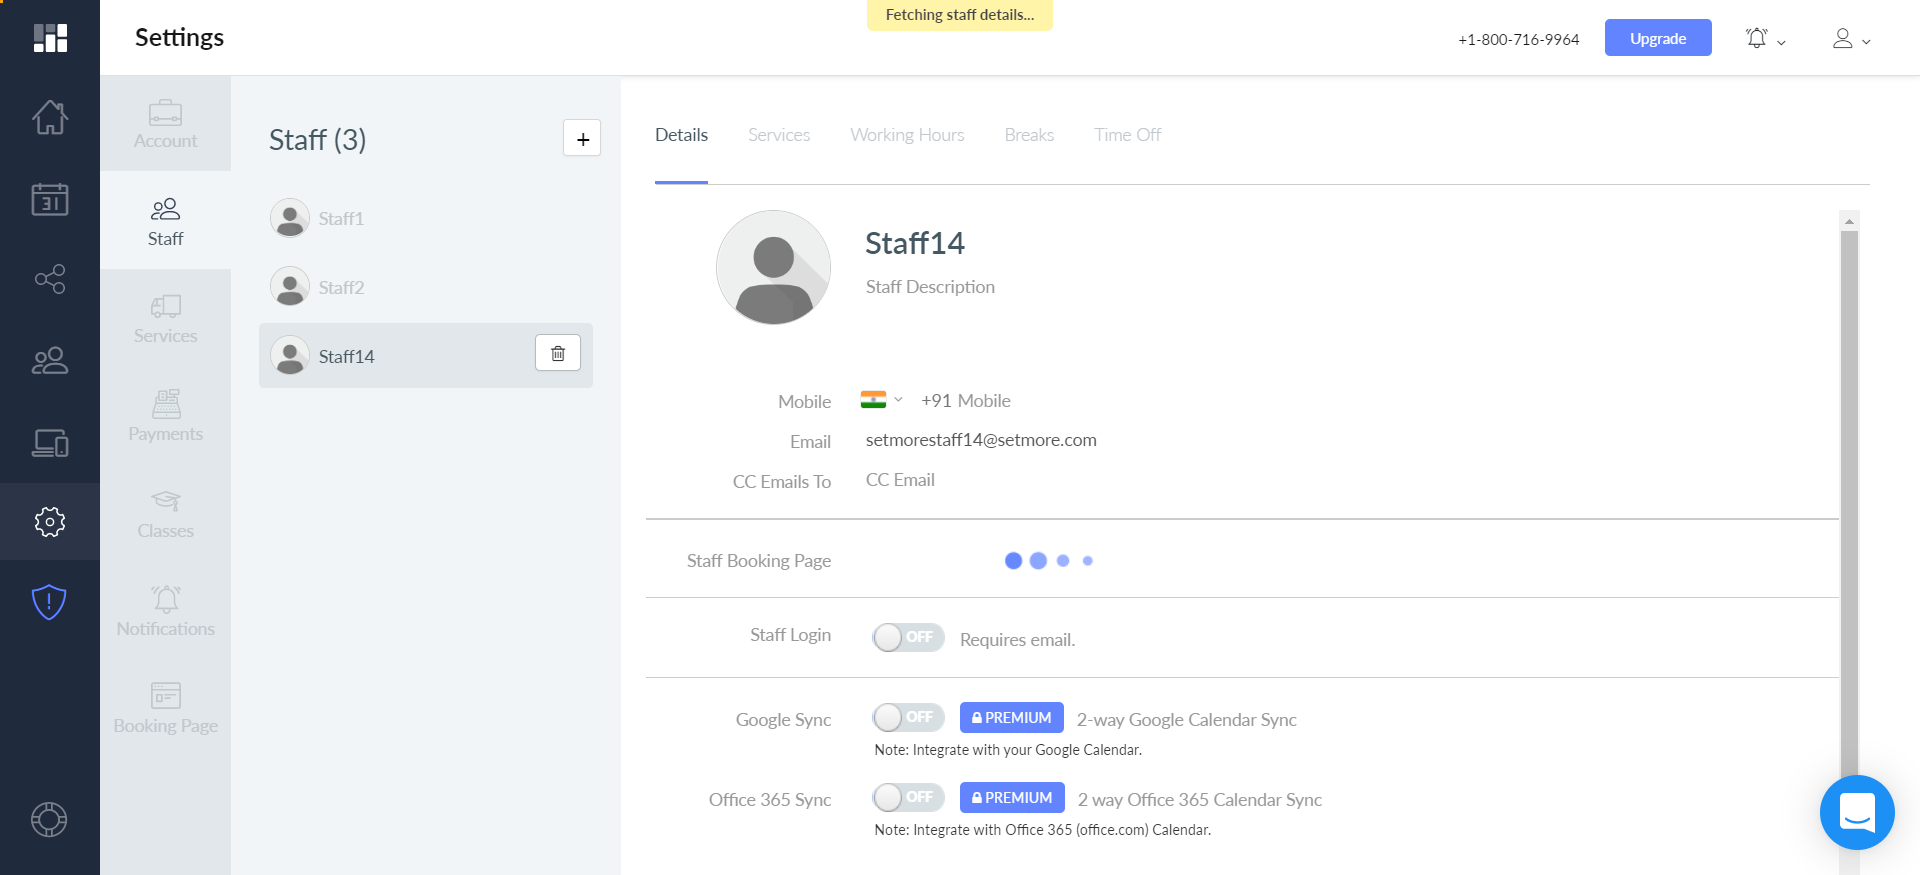 Fetching staff details...
Settings
+1-800-716-9964
Upgrade
31
Account
Staff
Services
Payments
Classes
Notifications
Booking Page
Staff (3)
+
Staff1
Staff2
Staff14
Details
Services
Working Hours
Breaks
Time Off
Staff14
Staff Description
Mobile
+91 Mobile
Email
setmorestaff14@setmore.com
CC Emails To
CC Email
Staff Booking Page
Staff Login
OFF
Requires email.
Google Sync
OFF
PREMIUM
2-way Google Calendar Sync
Note: Integrate with your Google Calendar.
Office 365 Sync
OFF
PREMIUM
2 way Office 365 Calendar Sync
Note: Integrate with Office 365 (office.com) Calendar.